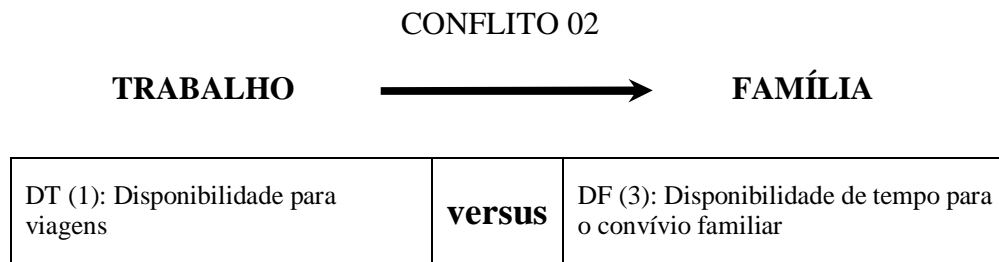 CONFLITO 02
TRABALHO FAMÍLIA
DT (1): Disponibilidade para
viagens
versus
DF (3): Disponibilidade de tempo para
o convívio familiar